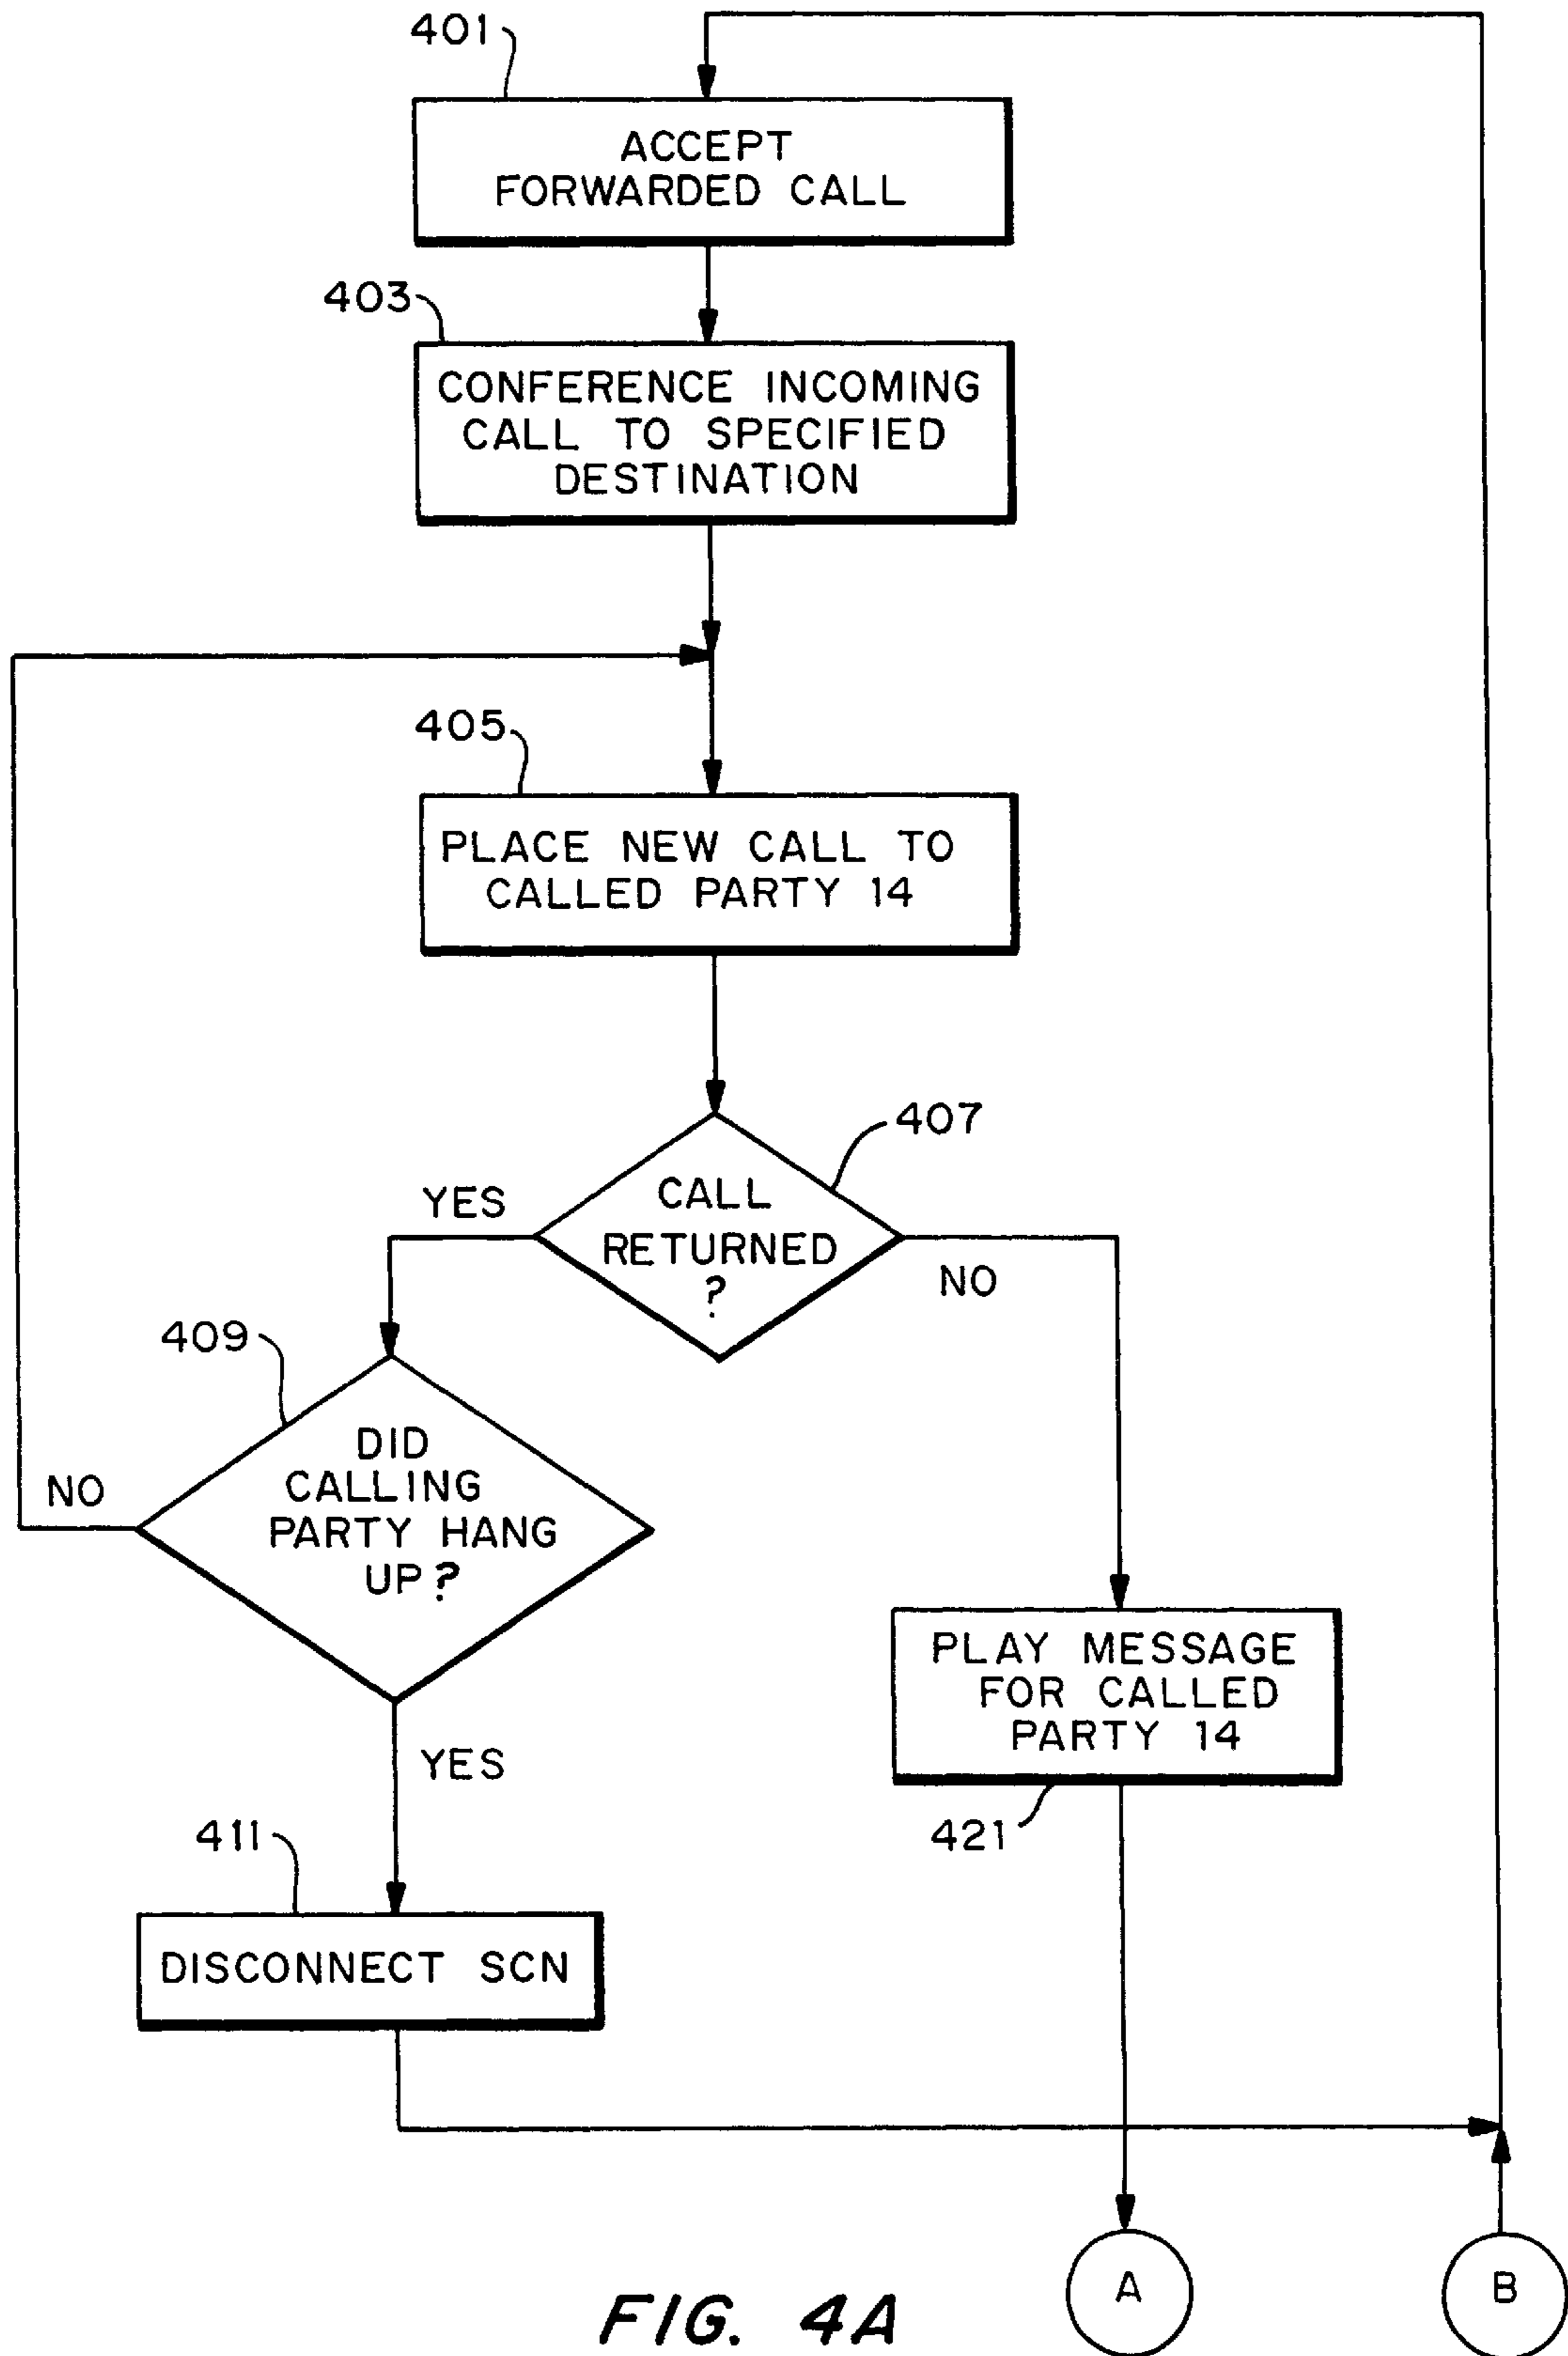 401
ACCEPT
FORWARDED CALL
403
CONFERENCE INCOMING
CALL TO SPECIFIED
DESTINATION
405
PLACE NEW CALL TO
CALLED PARTY 14
407
CALL
RETURNED
?
YES
NO
409
DID
CALLING
PARTY HANG
UP?
NO
YES
PLAY MESSAGE
FOR CALLED
PARTY 14
421
411
DISCONNECT SCN
A
B
FIG. 4A